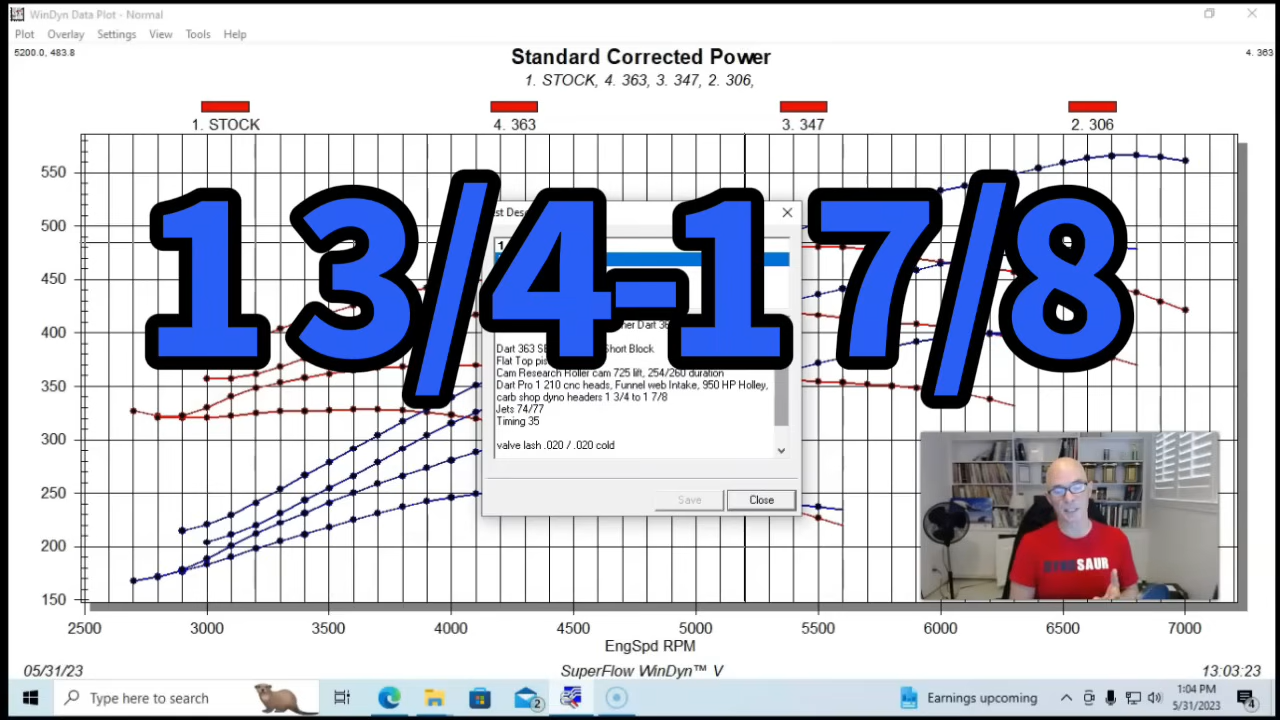 WinDyn Data Plot - Normal
Plot Overlay Settings View Tools Help
5200.0, 483.8
4. 363
Standard Corrected Power
1. STOCK, 4. 363, 3. 347, 2. 306,
1. STOCK
4. 363
3. 347
2. 306
550
500
450
400
350
300
250
200
150
13/4-17/8
Dart 363
Short Block
Flat Top
Cam Research Roller cam 725 lift, 254/260 duration
Dart Pro 1 210 cnc heads, Funnel web Intake, 950 HP Holley,
carb shop dyno headers 1 3/4 to 1 7/8
Jets 74/77
Timing 35
valve lash .020 / .020 cold
Save Close
SAUR
2500 3000 3500 4000 4500 5000 5500 6000 6500 7000
EngSpd RPM
05/31/23
SuperFlow WinDyn™ V
13:03:23
Type here to search
2
Earnings upcoming
1:04 PM
5/31/2023
4